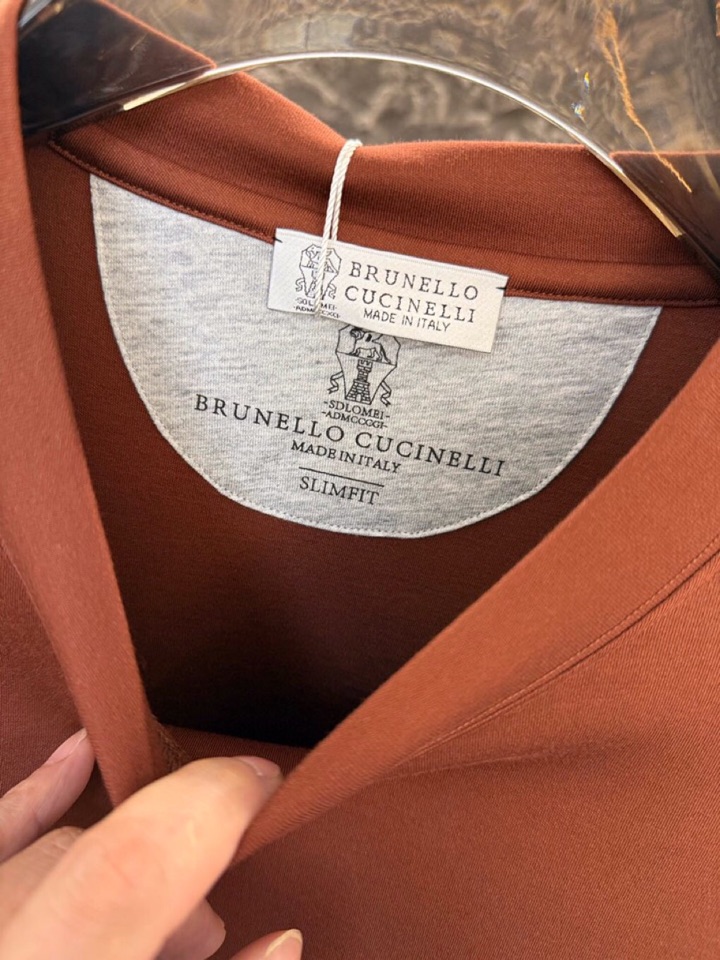 BRUNELLO
CUCINELLI
MADE IN ITALY
-SDLOMEI-
-ADMCCCGI-
BRUNELLO CUCINELLI
MADE IN ITALY
SLIMFIT